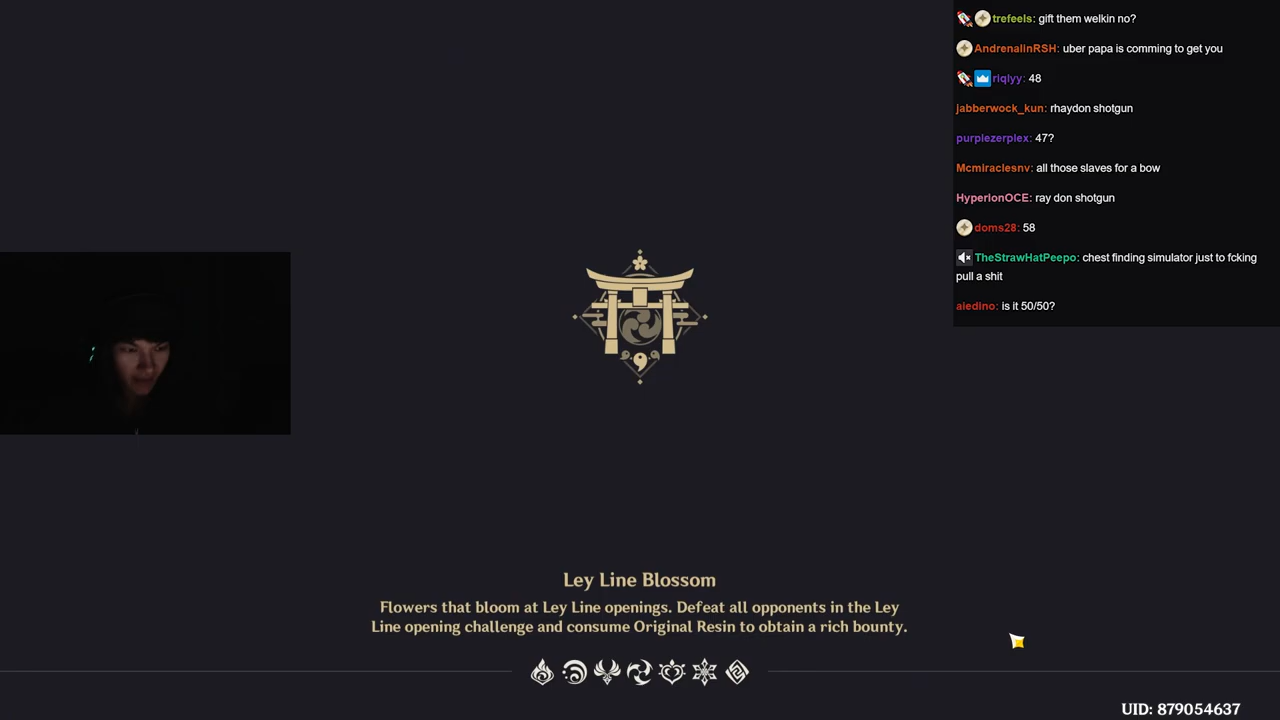 trefeels: gift them welkin no?
AndrenalinRSH: uber papa is comming to get you
riqlyy: 48
jabberwock_kun: rhaydon shotgun
purplezerplex: 47?
Mcmiraclesnv: all those slaves for a bow
HyperionOCE: ray don shotgun
doms28: 58
TheStrawHatPeepo: chest finding simulator just to fcking
pull a shit
aiedino: is it 50/50?
Ley Line Blossom
Flowers that bloom at Ley Line openings. Defeat all opponents in the Ley
Line opening challenge and consume Original Resin to obtain a rich bounty.
UID: 879054637